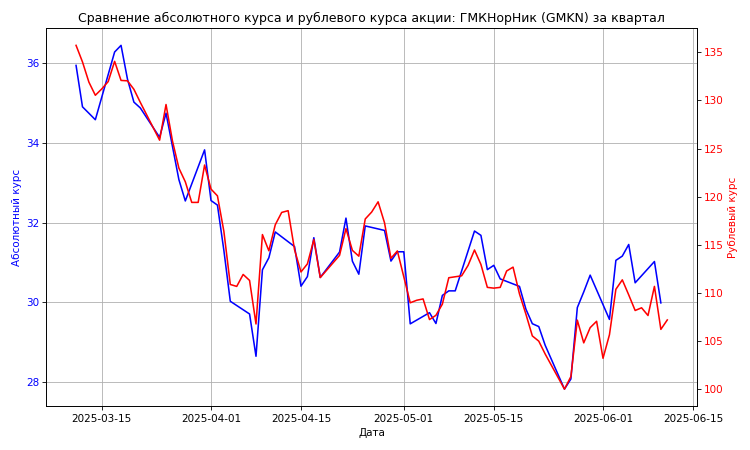 Сравнение абсолютного курса и рублевого курса акции: ГМКНорНик (GMKN) за квартал
36
34
32
30
28
Абсолютный курс
135
130
125
120
115
110
105
100
Рублевый курс
2025-03-15 2025-04-01 2025-04-15 2025-05-01 2025-05-15 2025-06-01 2025-06-15
Дата